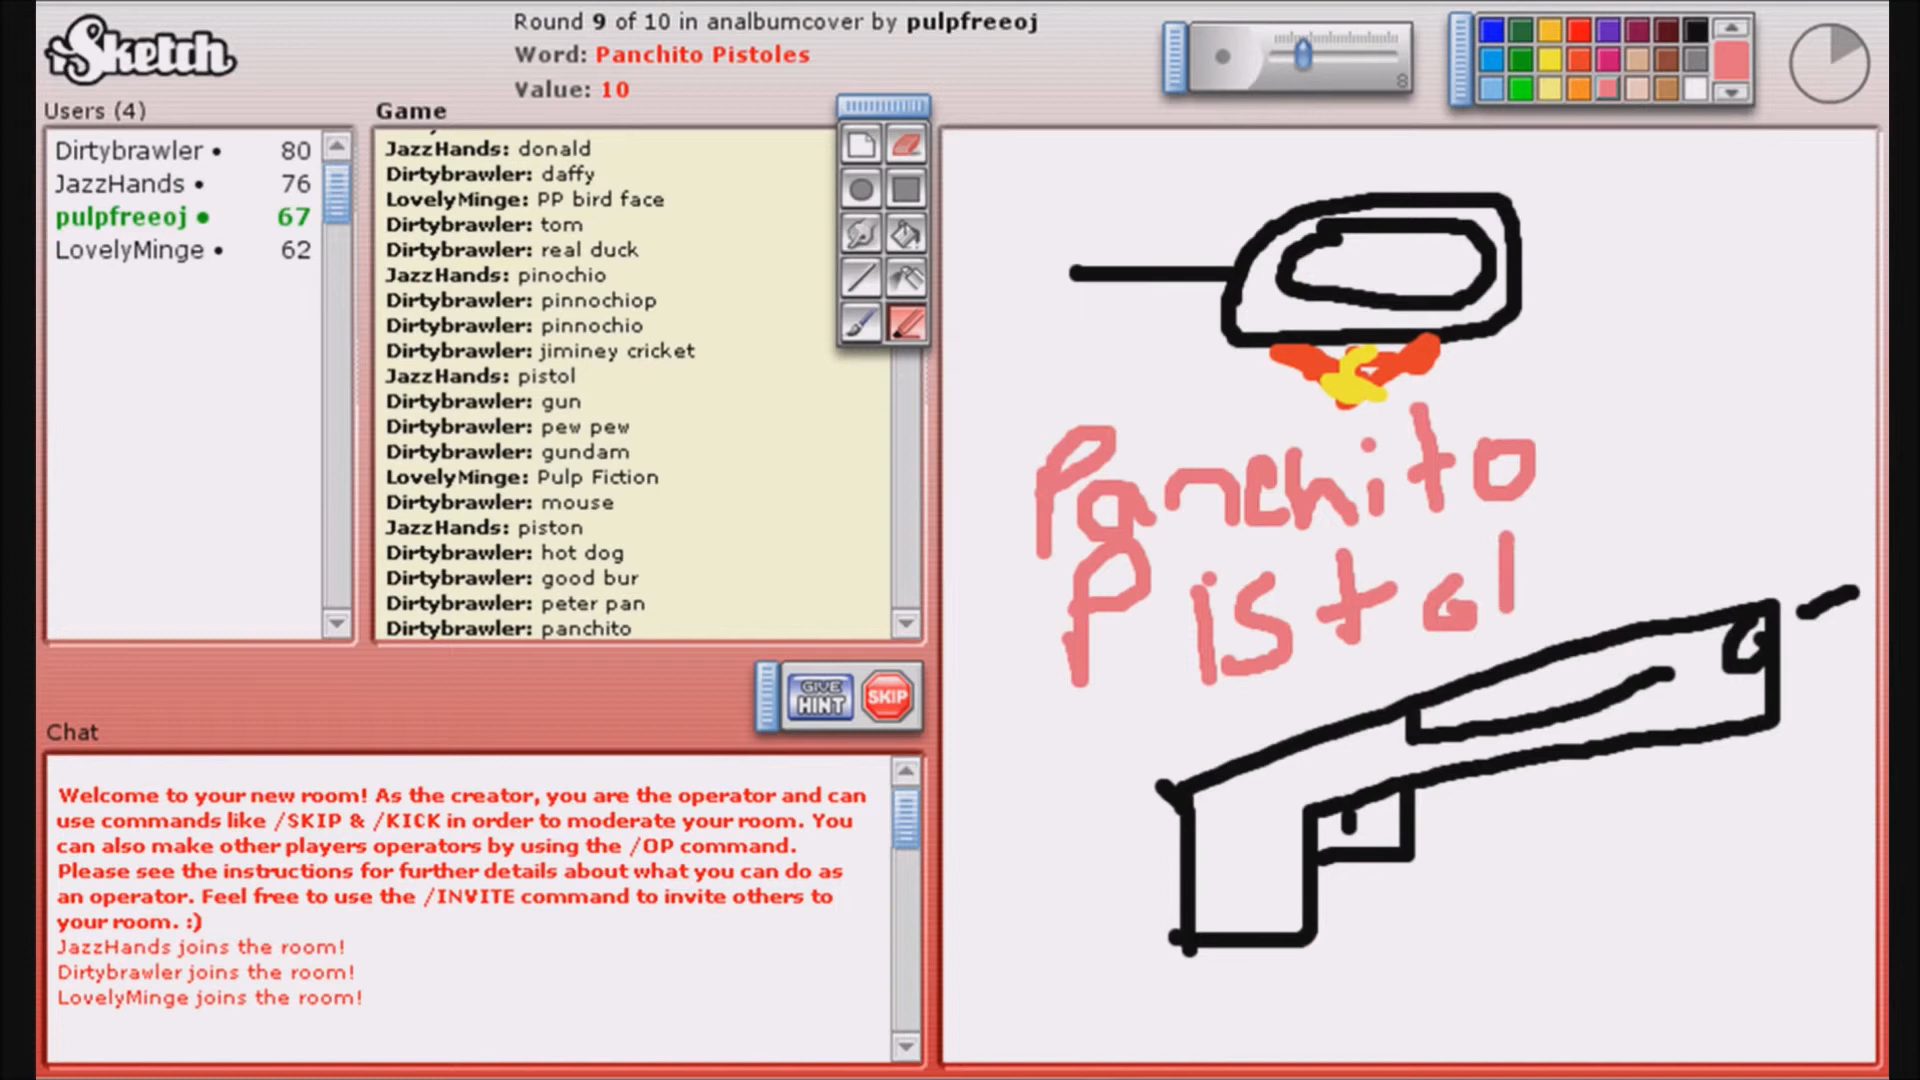 iSketch
Round 9 of 10 in analbumcover by pulpfreeoj
Word: Panchito Pistoles
Value: 10
8
Users (4)
Dirtybrawler • 80
JazzHands • 76
pulpfreeoj • 67
LovelyMinge • 62
Game
JazzHands: donald
Dirtybrawler: daffy
LovelyMinge: PP bird face
Dirtybrawler: tom
Dirtybrawler: real duck
JazzHands: pinochio
Dirtybrawler: pinnochiop
Dirtybrawler: pinnochio
Dirtybrawler: jiminey cricket
JazzHands: pistol
Dirtybrawler: gun
Dirtybrawler: pew pew
Dirtybrawler: gundam
LovelyMinge: Pulp Fiction
Dirtybrawler: mouse
JazzHands: piston
Dirtybrawler: hot dog
Dirtybrawler: good bur
Dirtybrawler: peter pan
Dirtybrawler: panchito
GIVE
HINT
SKIP
Chat
Welcome to your new room! As the creator, you are the operator and can
use commands like /SKIP & /KICK in order to moderate your room. You
can also make other players operators by using the /OP command.
Please see the instructions for further details about what you can do as
an operator. Feel free to use the /INVITE command to invite others to
your room. :)
JazzHands joins the room!
Dirtybrawler joins the room!
LovelyMinge joins the room!
Panchito
Pistol